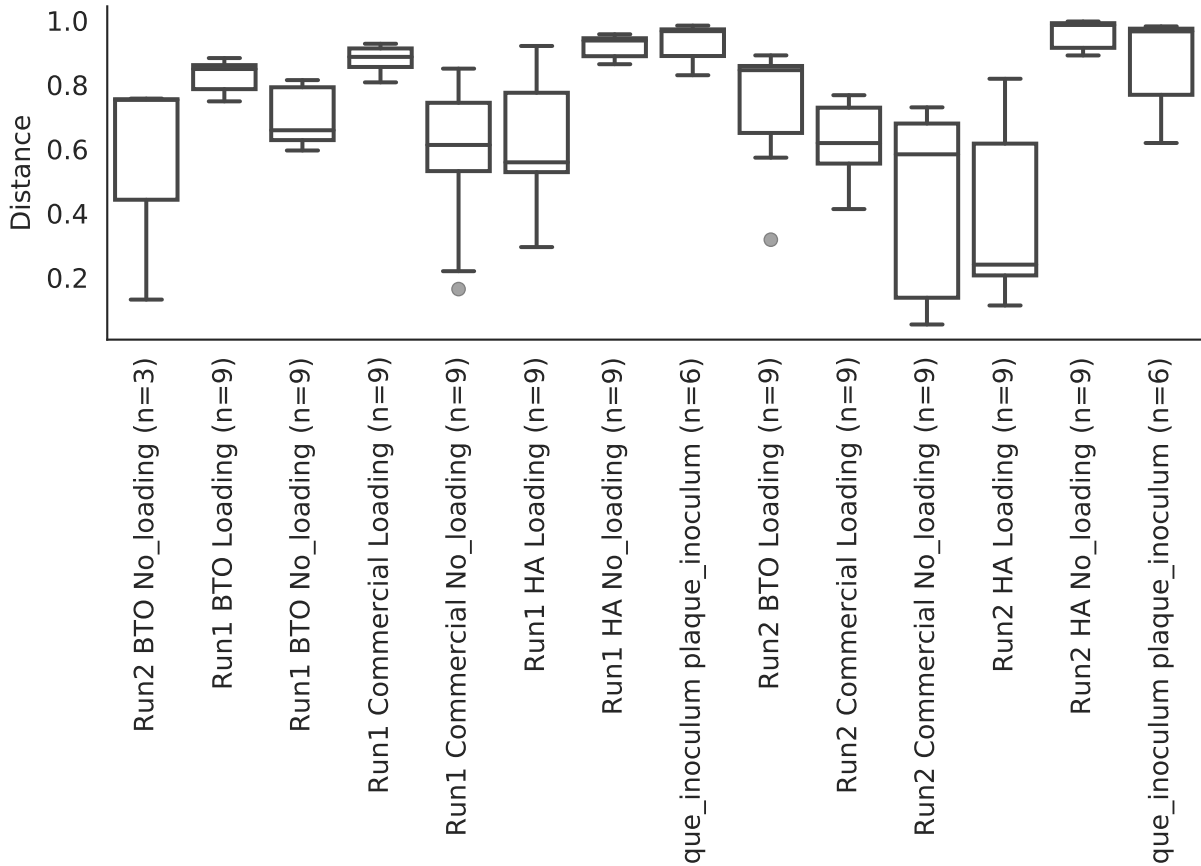 Distance
1.0
0.8
0.6
0.4
0.2
Run2 BTO No_loading (n=3)
Run1 BTO Loading (n=9)
Run1 BTO No_loading (n=9)
Run1 Commercial Loading (n=9)
Run1 Commercial No_loading (n=9)
Run1 HA Loading (n=9)
Run1 HA No_loading (n=9)
que_inoculum plaque_inoculum (n=6)
Run2 BTO Loading (n=9)
Run2 Commercial Loading (n=9)
Run2 Commercial No_loading (n=9)
Run2 HA Loading (n=9)
Run2 HA No_loading (n=9)
que_inoculum plaque_inoculum (n=6)